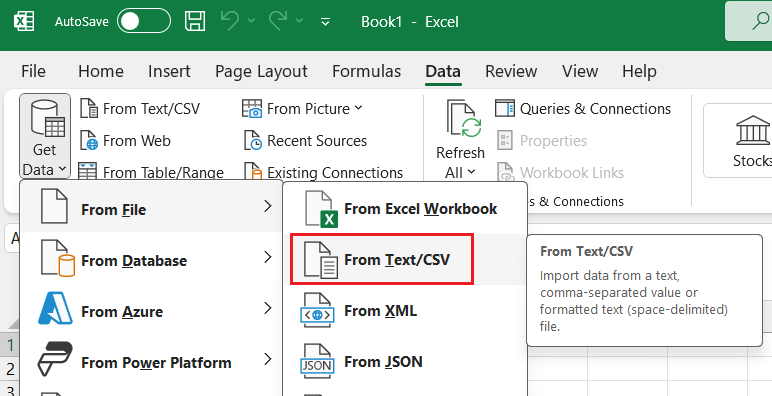 AutoSave
Book1 - Excel
File Home Insert Page Layout Formulas Data Review View Help
Get Data
From Text/CSV
From Web
From Table/Range
From Picture
Recent Sources
Existing Connections
Refresh All
Queries & Connections
Properties
Workbook Links
s & Connections
Stocks
From File
From Database
From Azure
From Power Platform
From Excel Workbook
From Text/CSV
From XML
From JSON
JSON
From Text/CSV
Import data from a text,
comma-separated value or
formatted text (space-delimited)
file.
A
1
2
3